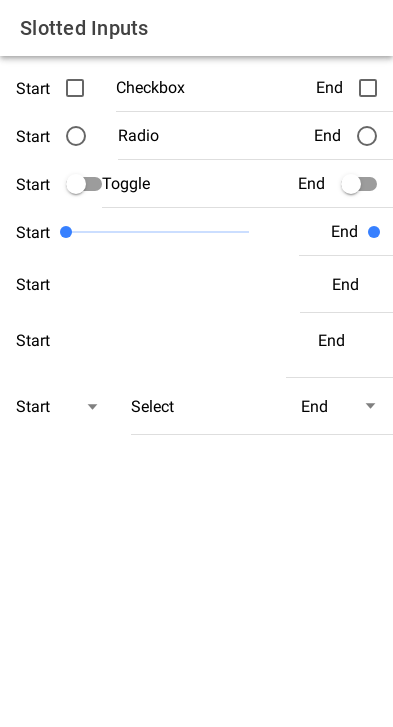 Slotted Inputs
Start Checkbox End
Start Radio End
Start Toggle End
Start End
Start End
Start End
Start Select End